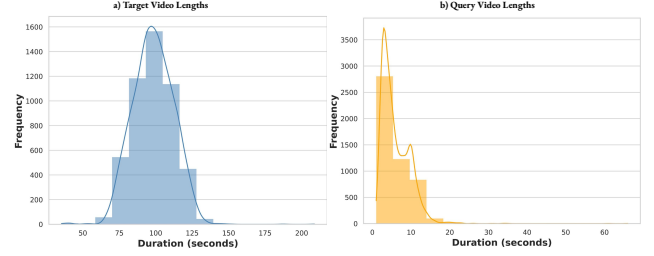 a) Target Video Lengths
1600
1400
1200
1000
800
600
400
200
0
Frequency
50 75 100 125 150 175 200
Duration (seconds)
b) Query Video Lengths
3500
3000
2500
2000
1500
1000
500
0
Frequency
0 10 20 30 40 50 60
Duration (seconds)